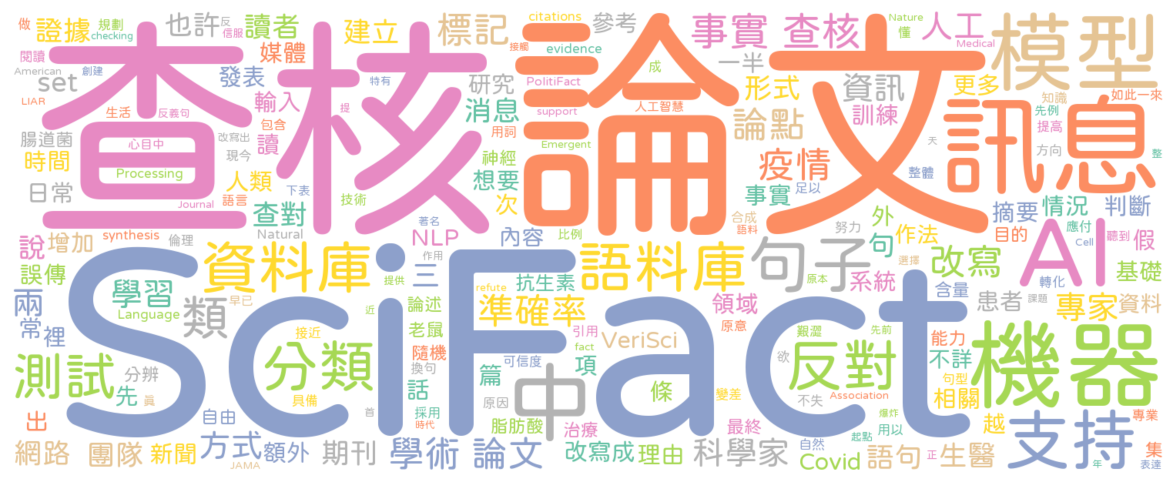 做
規劃
反
信服
checking
證據
閱讀
American
創建
set
LIAR
生活
反義句
心目中
腸道菌
時間
日常
Processing
Journal
查核
也許
讀者
媒體
發表
輸入
讀
包含
改寫出
現今
人類
語言
下表
特有
提
技術
建立
標記
citations
參考
evidence
研究
消息
PolitiFact
用詞
support
神經
想要
Emergent
論文
接觸
成
人工智慧
事實 查核
一半
形式
論點
資訊
訓練
疫情
事實
足以
次
人工
Nature
懂
Medical
更多
模型
知識
如此一來
先例
提高
方向
訊息
天
整體
整
說
增加
synthesis
倫理
Natural
查對
NLP
內容
著名
比例
合成
語料
努力
外
句
摘要
目的
情況
應付
判斷
Cell
聽到
假
誤傳
學習
Language
兩
常
裡
早已
類
資料庫
三
作用
提供
論述
近
老鼠
抗生素
準確率
refute
語料庫
原本
領域
句子
選擇
系統
作法
改寫
含量
患者
課題
轉化
AI
基礎
專家
資料
測試
先
分辨
眞
分類
接近
具備
SciFact
隨機
換句
話
引用
fact
可信度
篇
項
VeriSci
原意
條
艱澀
欲
先前
反對
能力
不詳
句型
相關
機器
出
自由
原因
中
變差
不失
Association
爆炸
越
專業
網路
團隊
新聞
JAMA
方式
額外
期刊
首
學術 論文
採用
時代
脂肪酸
治療
改寫成
理由
最終
科學家
自然
Covid
起點
用以
語句
正
生醫
年
支持
集
表達